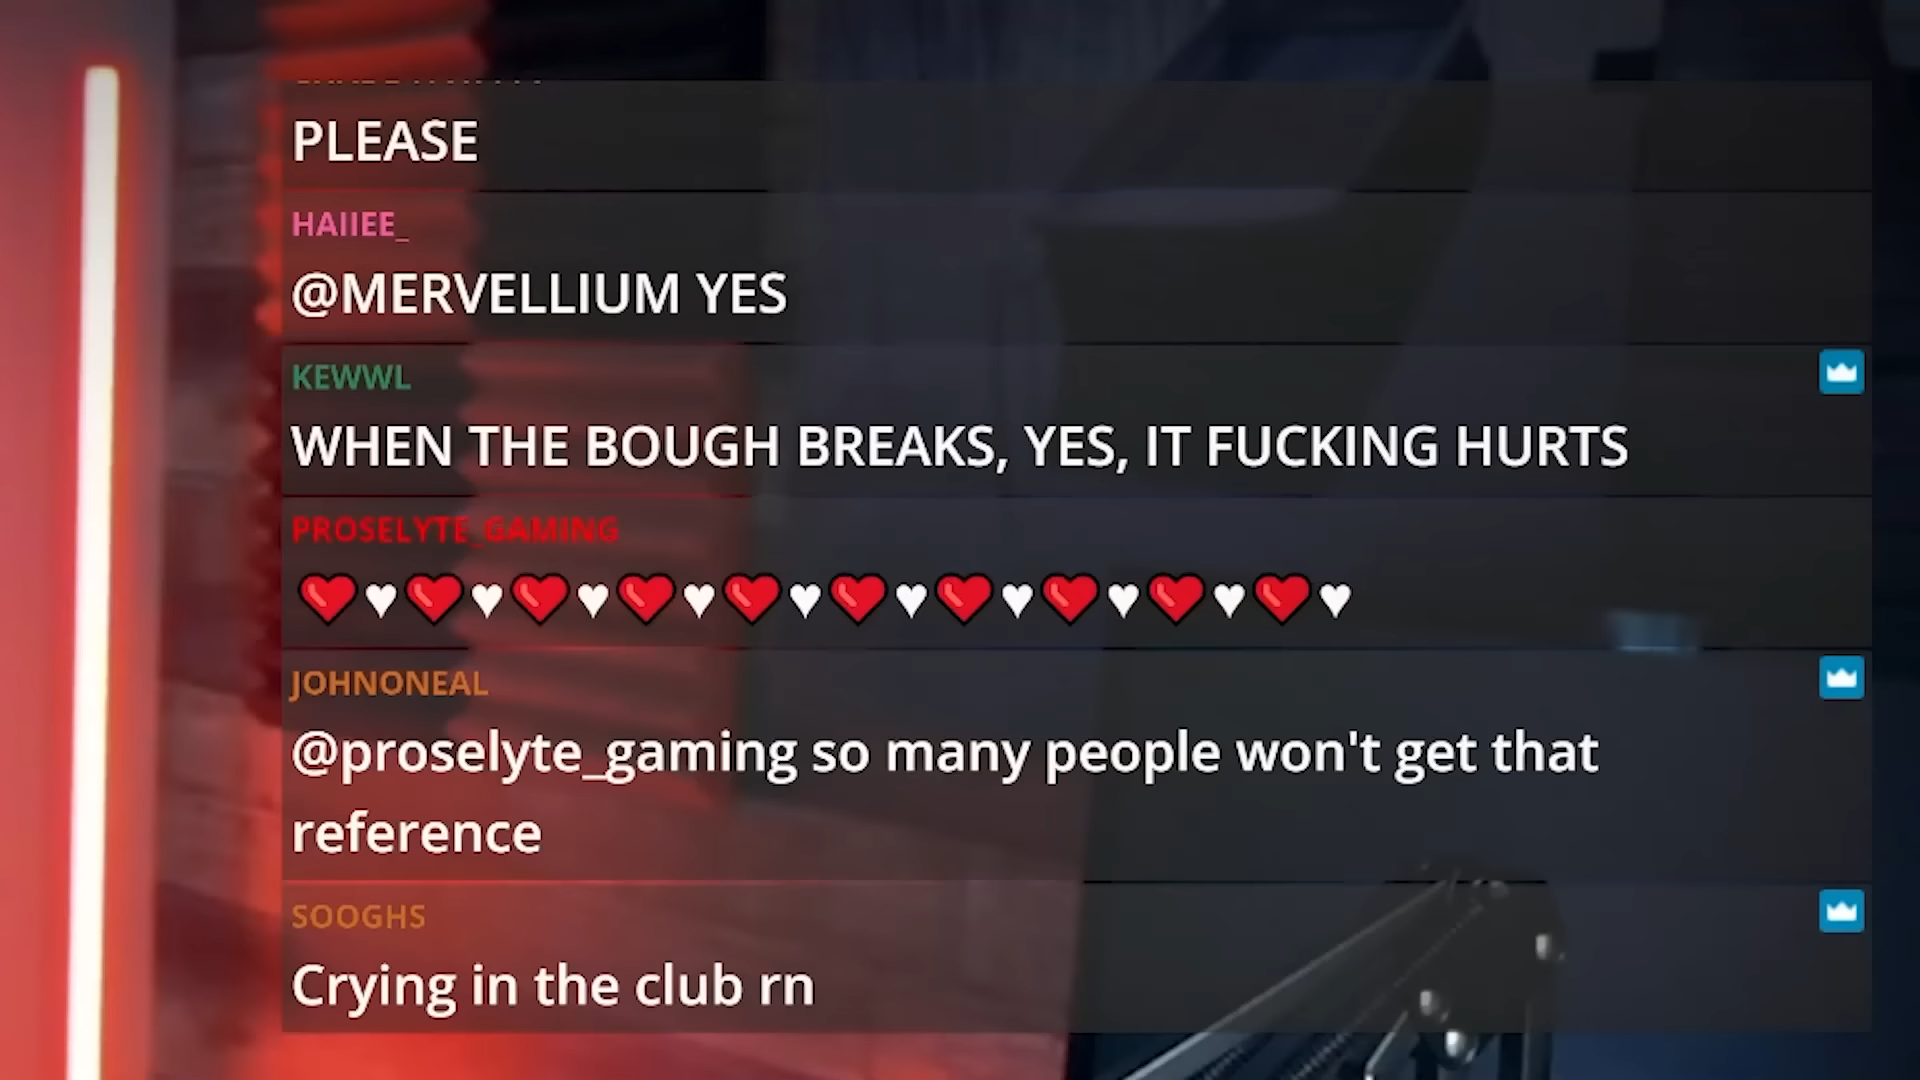 PLEASE
HAIIEE_
@MERVELLIUM YES
KEWWL
WHEN THE BOUGH BREAKS, YES, IT FUCKING HURTS
PROSELYTE_GAMING
❤️♥❤️♥❤️♥❤️♥❤️♥❤️♥❤️♥❤️♥❤️♥❤️♥
JOHNONEAL
@proselyte_gaming so many people won't get that
reference
SOOGHS
Crying in the club rn